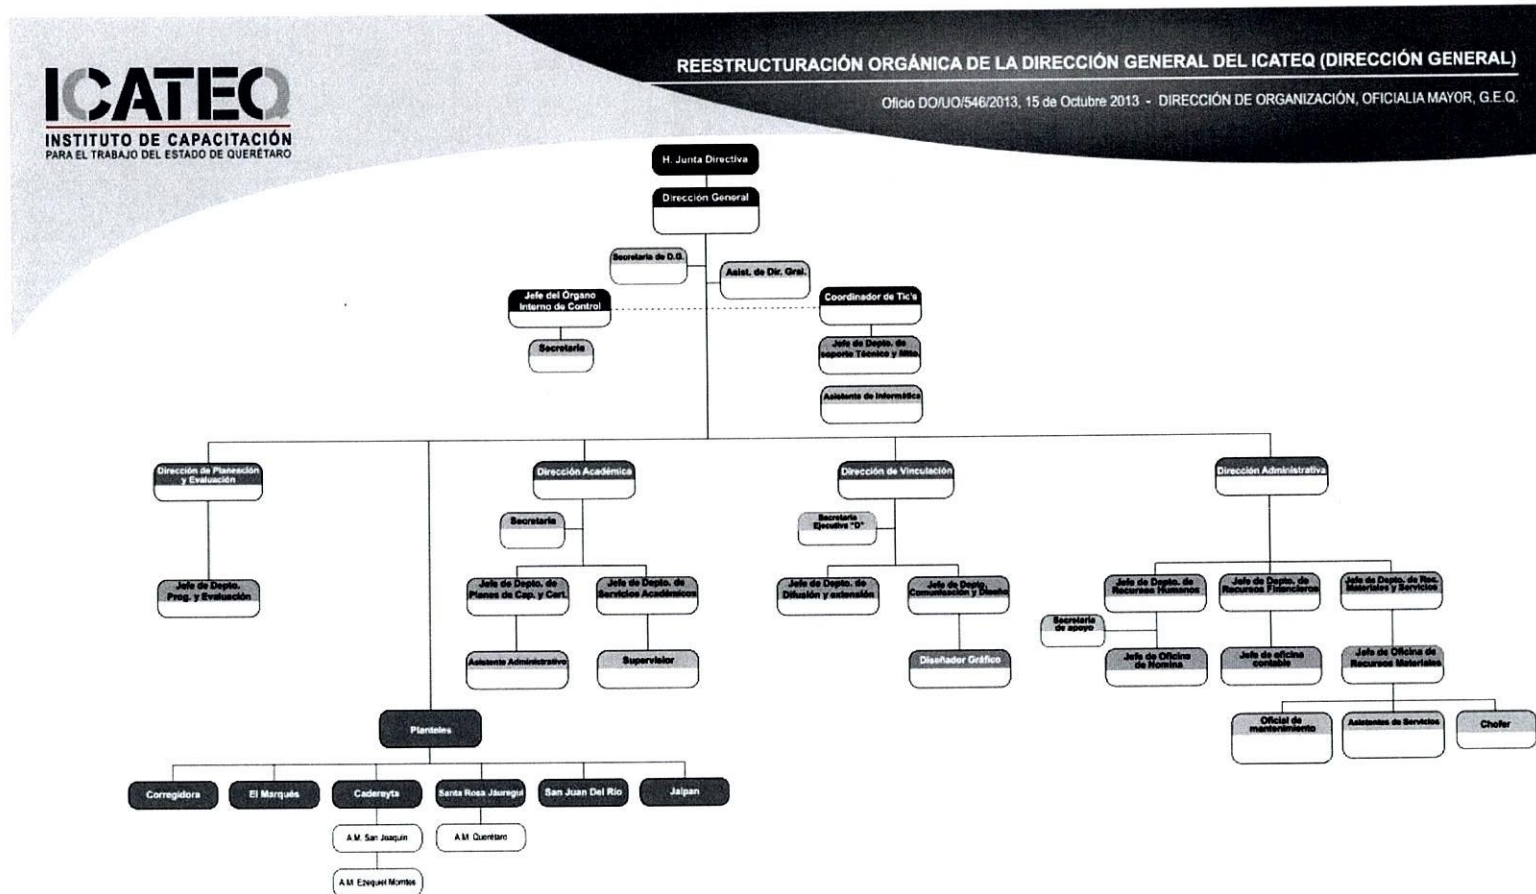 ICATEQ
INSTITUTO DE CAPACITACIÓN
PARA EL TRABAJO DEL ESTADO DE QUERÉTARO
REESTRUCTURACIÓN ORGÁNICA DE LA DIRECCIÓN GENERAL DEL ICATEQ (DIRECCIÓN GENERAL)
Oficio DO/UO/546/2013, 15 de Octubre 2013 - DIRECCIÓN DE ORGANIZACIÓN, OFICIALIA MAYOR, G.E.Q.
H. Junta Directiva
Dirección General
Secretaria de D.G.
Asist. de Dir. Gral.
Jefe del Órgano
Interno de Control
Coordinador de Tic's
Secretaria
Jefe de Depto. de
soporte Técnico y Mtto.
Asistente de Informática
Dirección de Planeación
y Evaluación
Dirección Académica
Dirección de Vinculación
Dirección Administrativa
Secretaria
Secretaria
Ejecutiva "D"
Jefe de Depto.
Prog. y Evaluación
Jefe de Depto. de
Planes de Cap. y Cert.
Jefe de Depto. de
Servicios Académicos
Jefe de Depto. de
Difusión y extensión
Jefe de Depto.
Comunicación y Diseño
Jefe de Depto. de
Recursos Humanos
Jefe de Depto. de
Recursos Financieros
Jefe de Depto. de Rec.
Materiales y Servicios
Secretaria
de apoyo
Asistente Administrativo
Supervisior
Diseñador Gráfico
Jefe de Oficina
de Nomina
Jefe de oficina
contable
Jefe de Oficina de
Recursos Materiales
Oficial de
mantenimiento
Asistentes de Servicios
Chofer
Planteles
Corregidora
El Marqués
Cadereyta
Santa Rosa Jáuregui
San Juan Del Río
Jalpan
A.M. San Joaquin
A.M. Querétaro
A.M. Ezequiel Montes